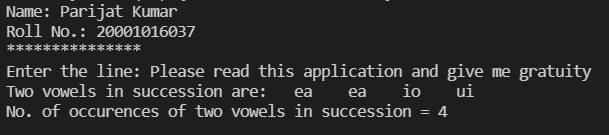 Name: Parijat Kumar
Roll No.: 20001016037
***************
Enter the line: Please read this application and give me gratuity
Two vowels in succession are:   ea    ea    io    ui
No. of occurences of two vowels in succession = 4